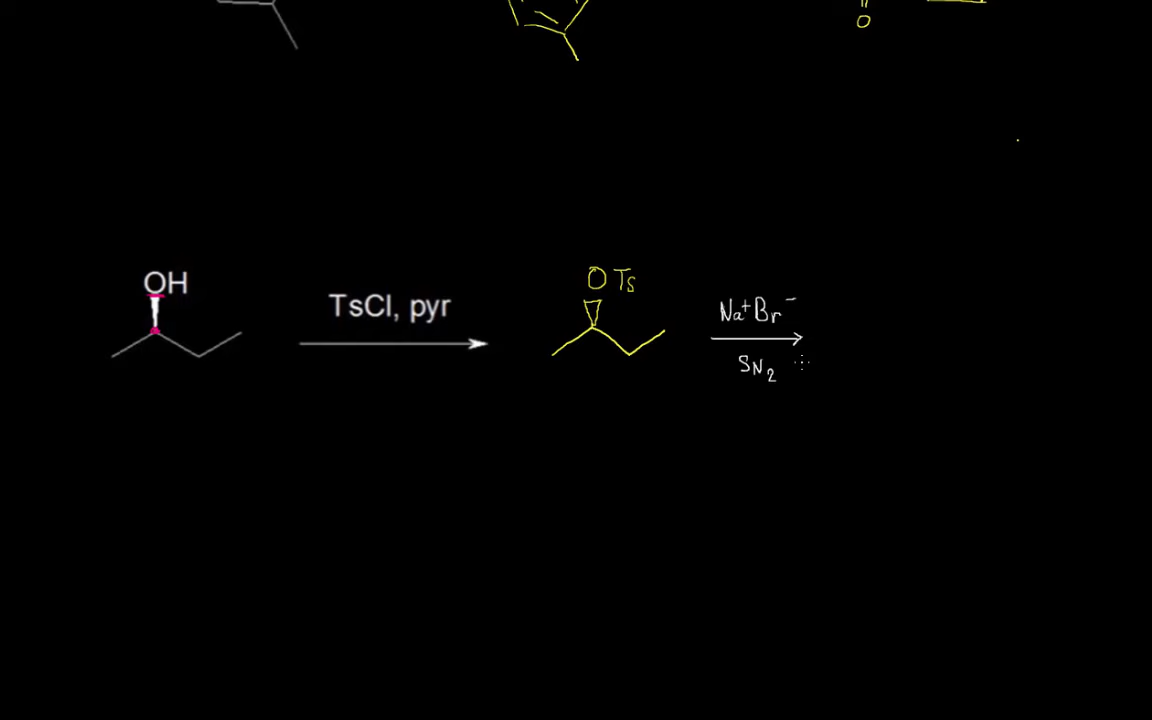 O
OH
TsCl, pyr
OTs
Na⁺Br⁻
SN₂